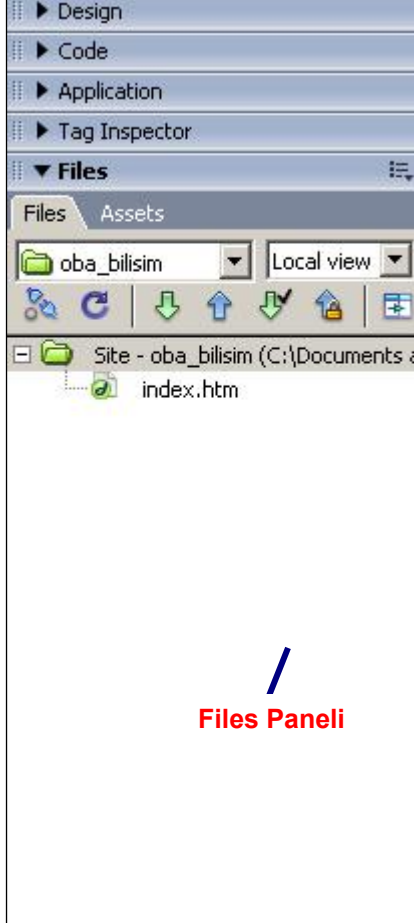 Design
Code
Application
Tag Inspector
Files
Files Assets
oba_bilisim Local view
Site - oba_bilisim (C:\Documents a
index.htm
Files Paneli